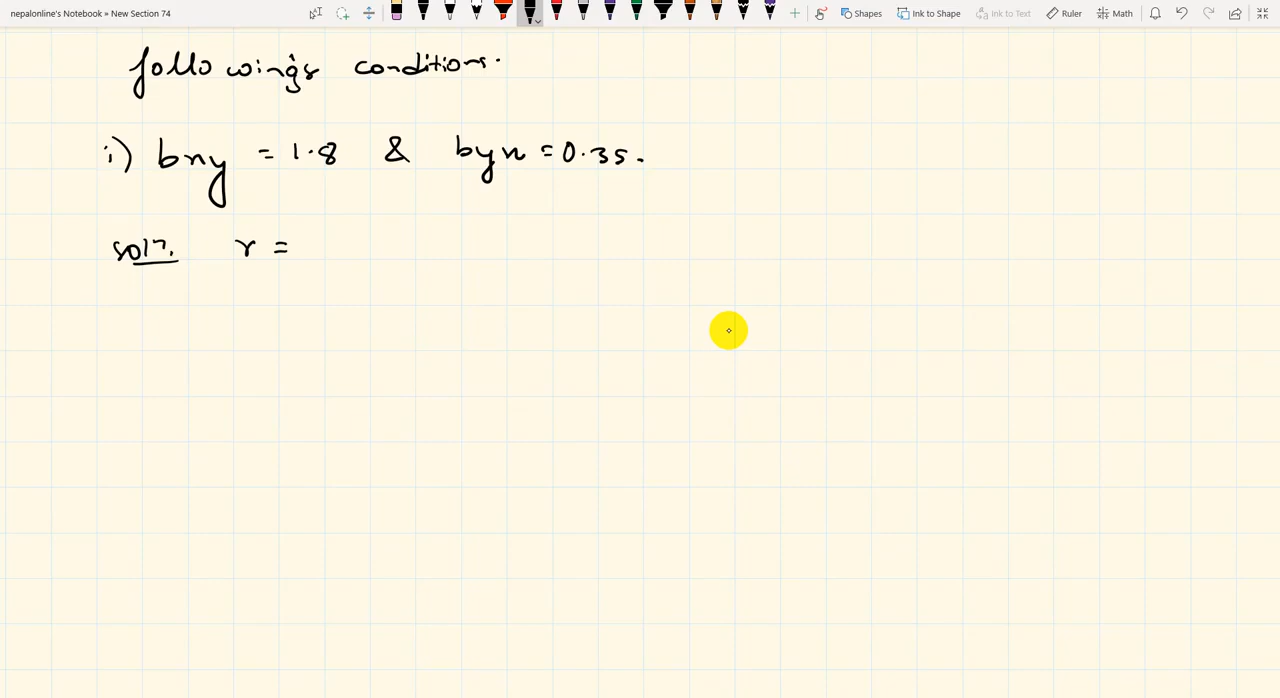 nepalonline's Notebook » New Section 74 Shapes Ink to Shape Ink to Text Ruler Math
followings conditions.
i) bxy = 1.8 & byx = 0.35.
soln. r =